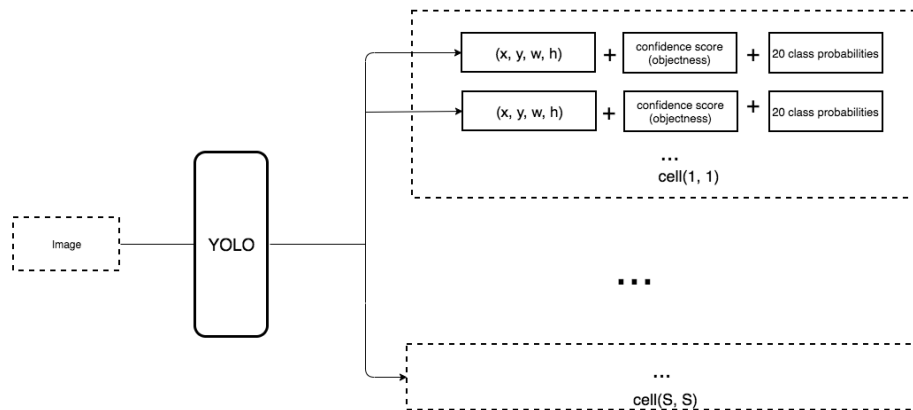 (x, y, w, h) + confidence score (objectness) + 20 class probabilities
(x, y, w, h) + confidence score (objectness) + 20 class probabilities
...
cell(1, 1)
Image
YOLO
...
...
cell(S, S)